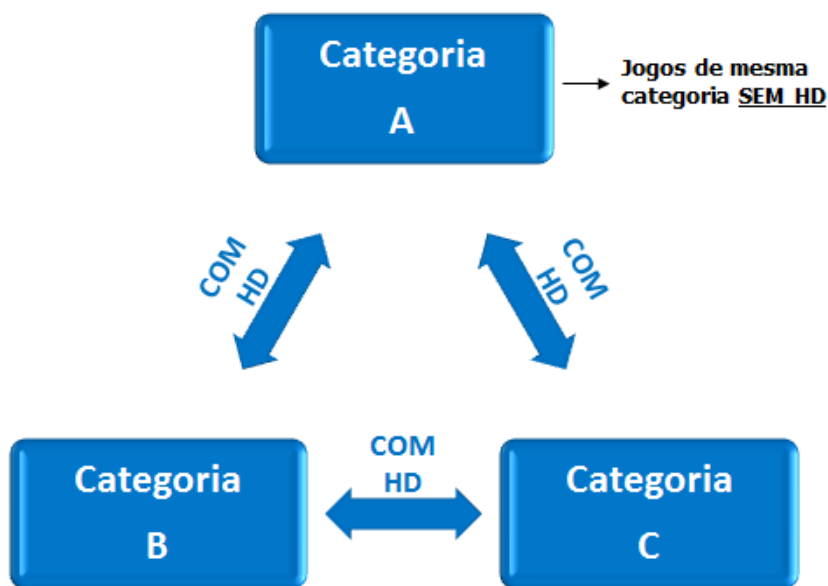 Categoria
A
Jogos de mesma
categoria SEM HD
COM
HD
COM
HD
COM
HD
Categoria
B
Categoria
C